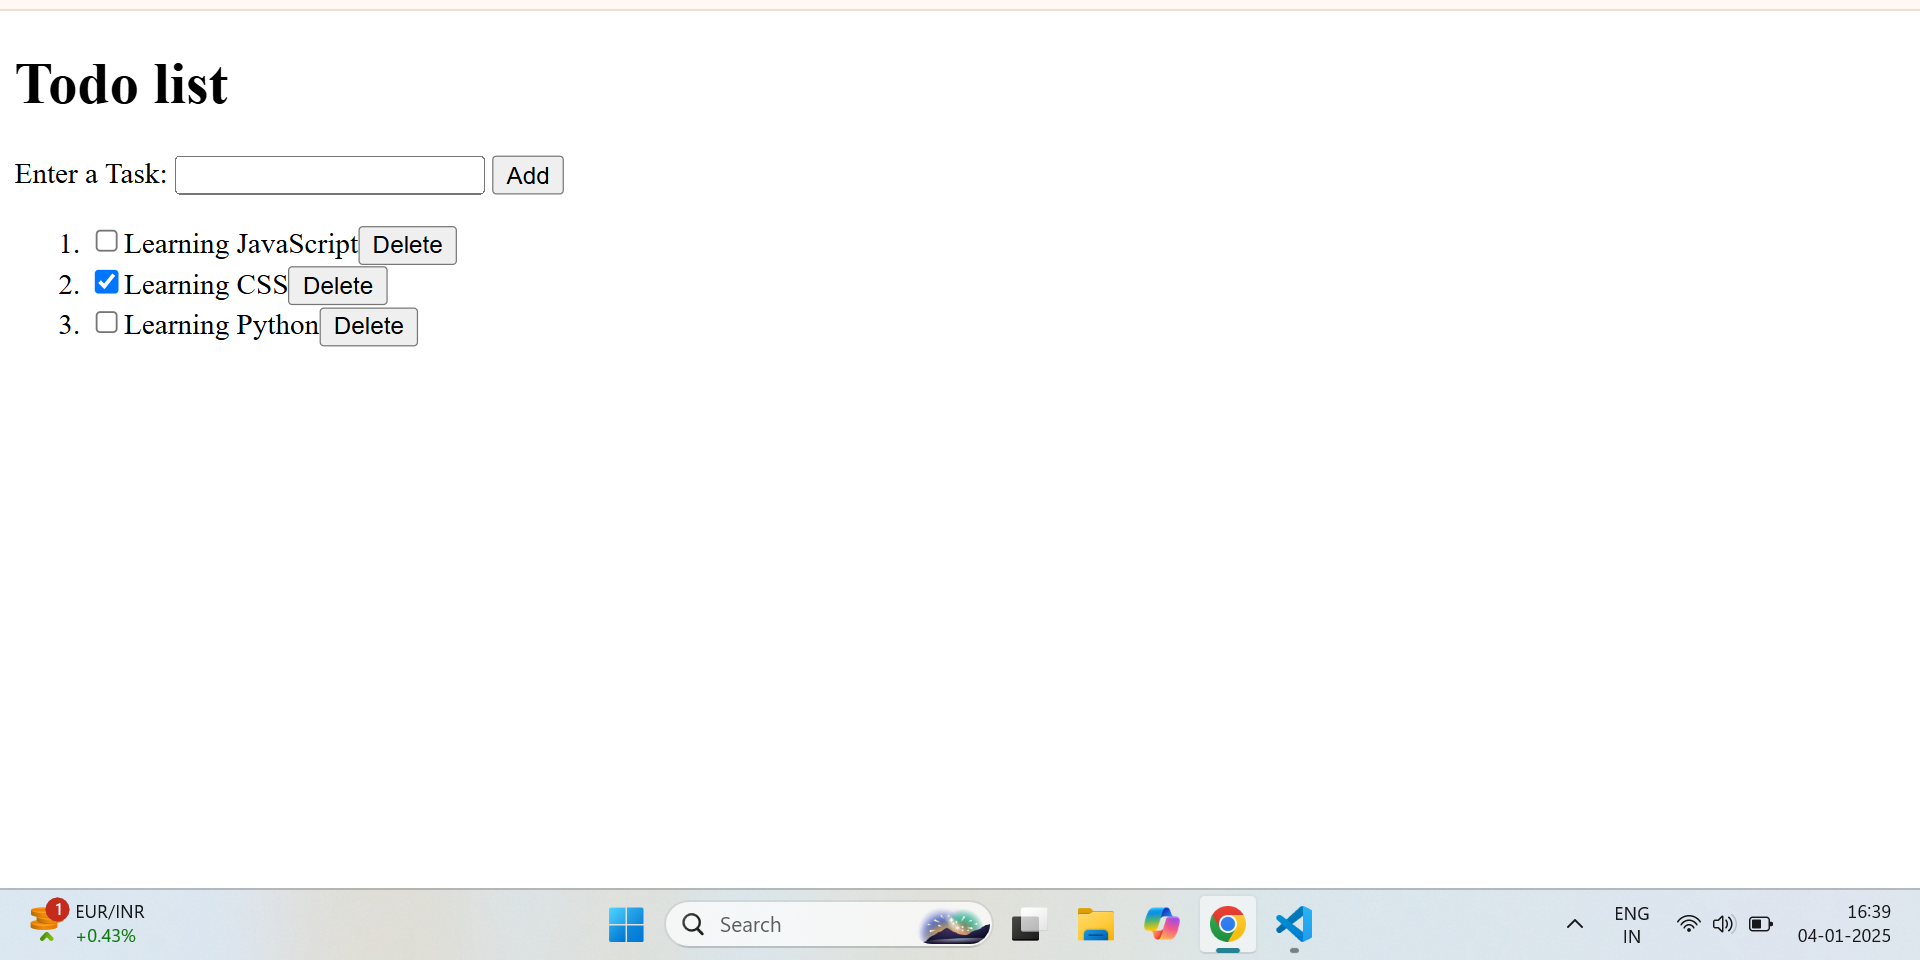 Todo list
Enter a Task: Add
1. Learning JavaScript Delete
2. Learning CSS Delete
3. Learning Python Delete
1 EUR/INR
+0.43%
Search
ENG
IN
16:39
04-01-2025